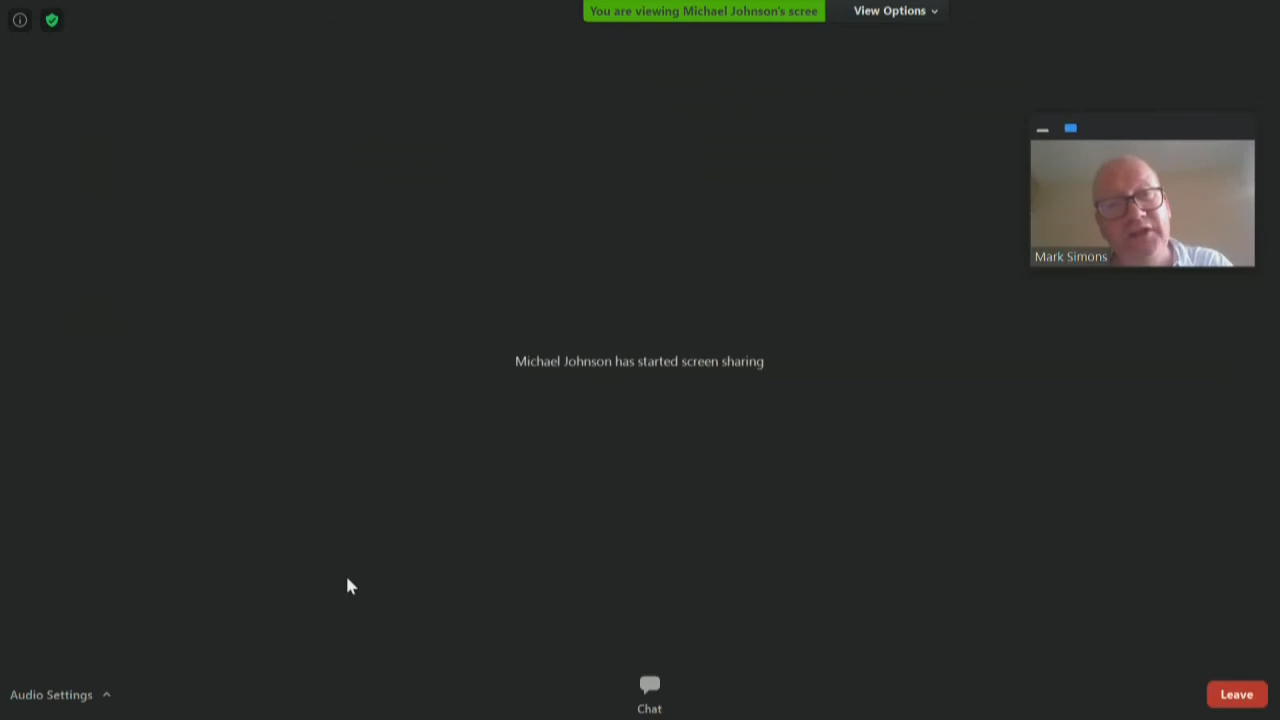 You are viewing Michael Johnson's scree
View Options
Mark Simons
Michael Johnson has started screen sharing
Audio Settings
Chat
Leave